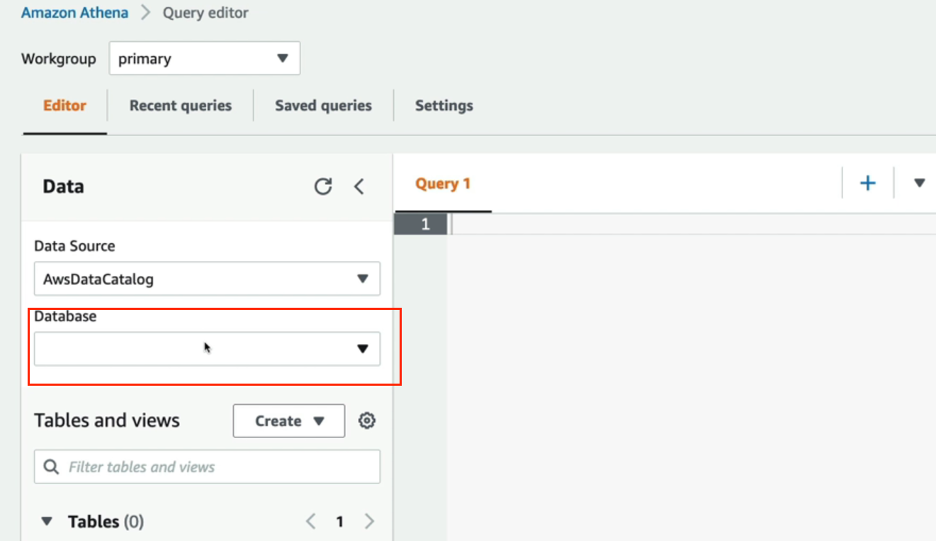 Amazon Athena > Query editor
Workgroup primary
Editor Recent queries Saved queries Settings
Data
Query 1
1
Data Source
AwsDataCatalog
Database
Tables and views Create
Filter tables and views
Tables (0) < 1 >